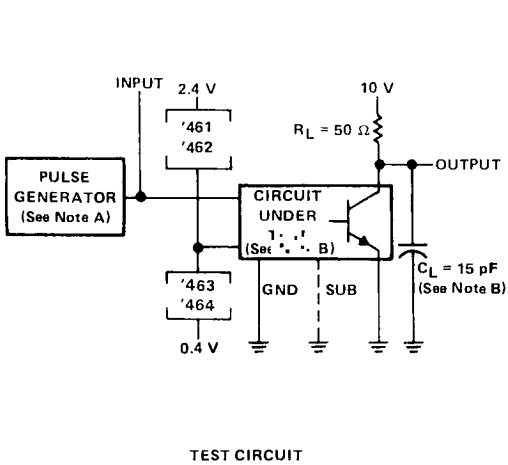 INPUT
2.4 V
10 V
'461
'462
RL = 50 Ω
OUTPUT
PULSE
GENERATOR
(See Note A)
CIRCUIT
UNDER
(See B)
CL = 15 pF
(See Note B)
GND
SUB
'463
'464
0.4 V
TEST CIRCUIT